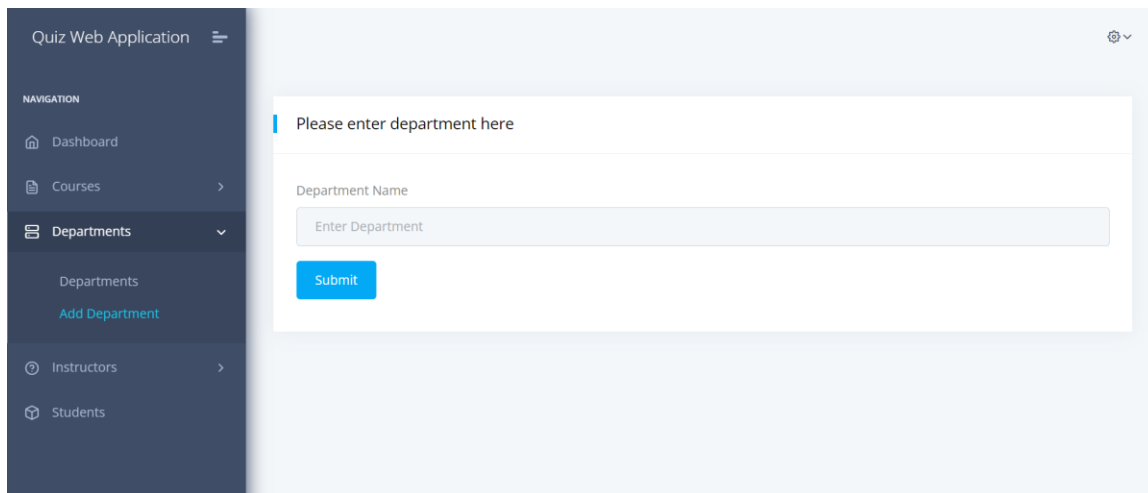 Quiz Web Application
NAVIGATION
Dashboard
Courses
Departments
Departments
Add Department
Instructors
Students
Please enter department here
Department Name
Enter Department
Submit